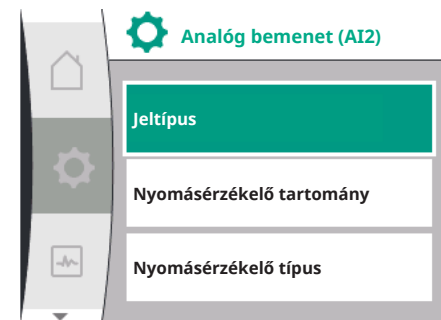 Analóg bemenet (AI2)
Jeltípus
Nyomásérzékelő tartomány
Nyomásérzékelő típus